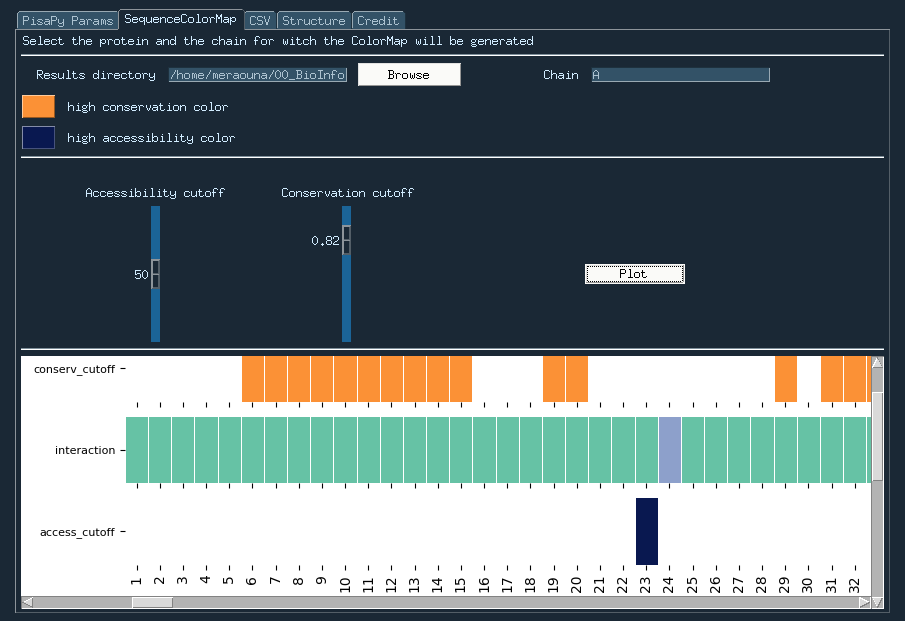 PisaPy Params SequenceColorMap CSV Structure Credit
Select the protein and the chain for witch the ColorMap will be generated
Results directory /home/meraouna/00_BioInfo Browse Chain A
high conservation color
high accessibility color
Accessibility cutoff Conservation cutoff
0.82
50 Plot
conserv_cutoff
interaction
access_cutoff
1 2 3 4 5 6 7 8 9 10 11 12 13 14 15 16 17 18 19 20 21 22 23 24 25 26 27 28 29 30 31 32